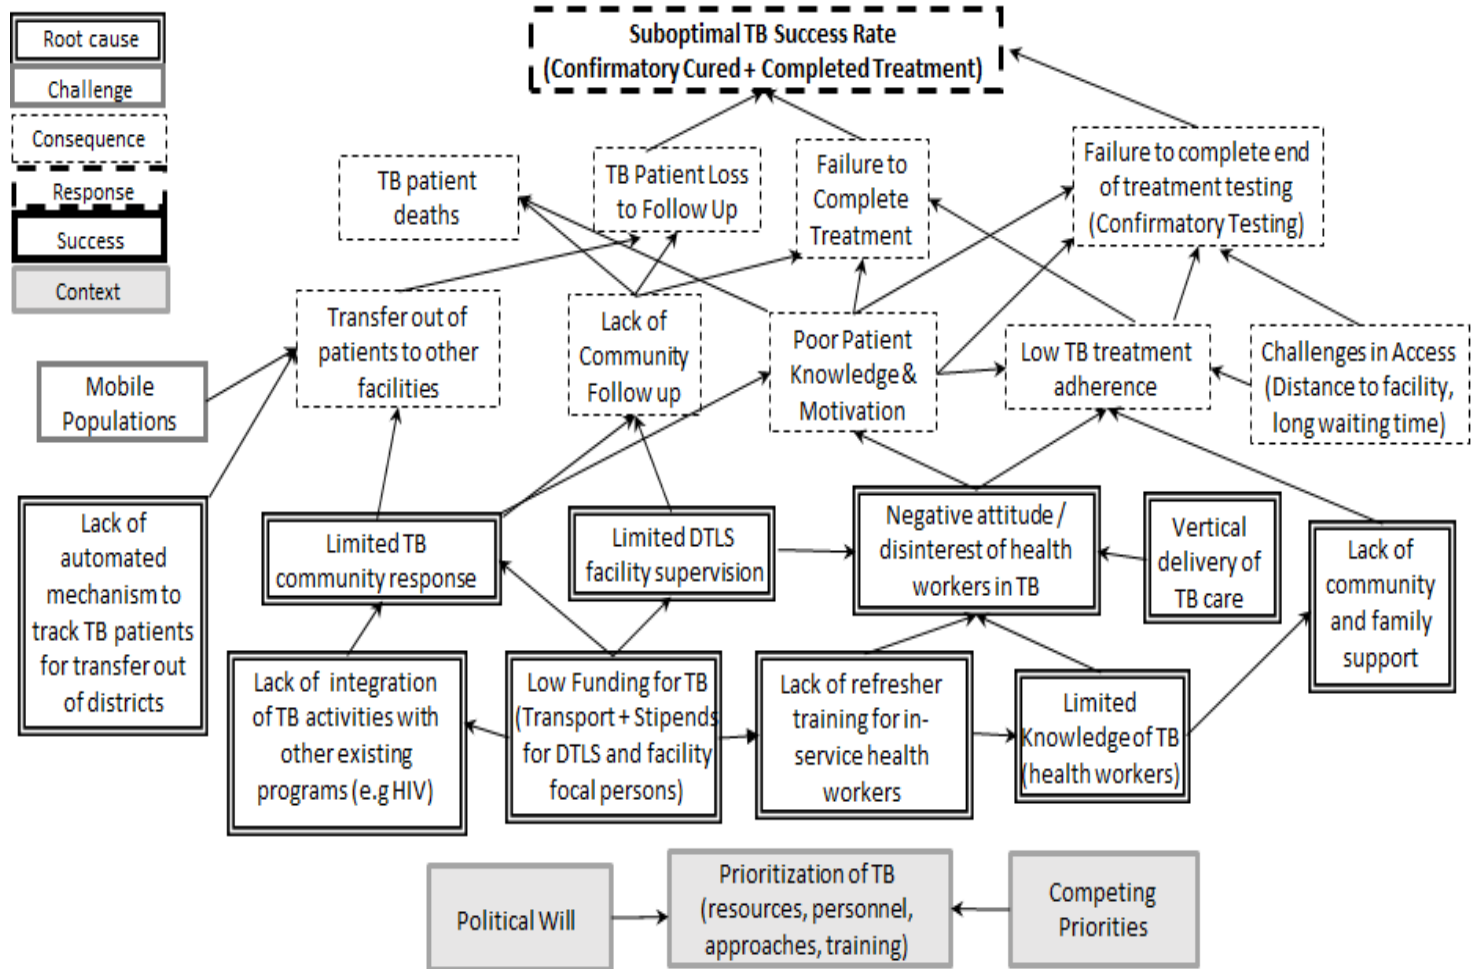 Root cause
Challenge
Consequence
Response
Success
Context
Suboptimal TB Success Rate
(Confirmatory Cured + Completed Treatment)
TB patient
deaths
TB Patient Loss
to Follow Up
Failure to
Complete
Treatment
Failure to complete end
of treatment testing
(Confirmatory Testing)
Mobile
Populations
Transfer out of
patients to other
facilities
Lack of
Community
Follow up
Poor Patient
Knowledge &
Motivation
Low TB treatment
adherence
Challenges in Access
(Distance to facility,
long waiting time)
Lack of
automated
mechanism to
track TB patients
for transfer out
of districts
Limited TB
community response
Limited DTLS
facility supervision
Negative attitude /
disinterest of health
workers in TB
Vertical
delivery of
TB care
Lack of
community
and family
support
Lack of integration
of TB activities with
other existing
programs (e.g HIV)
Low Funding for TB
(Transport + Stipends
for DTLS and facility
focal persons)
Lack of refresher
training for in-
service health
workers
Limited
Knowledge of TB
(health workers)
Political Will
Prioritization of TB
(resources, personnel,
approaches, training)
Competing
Priorities